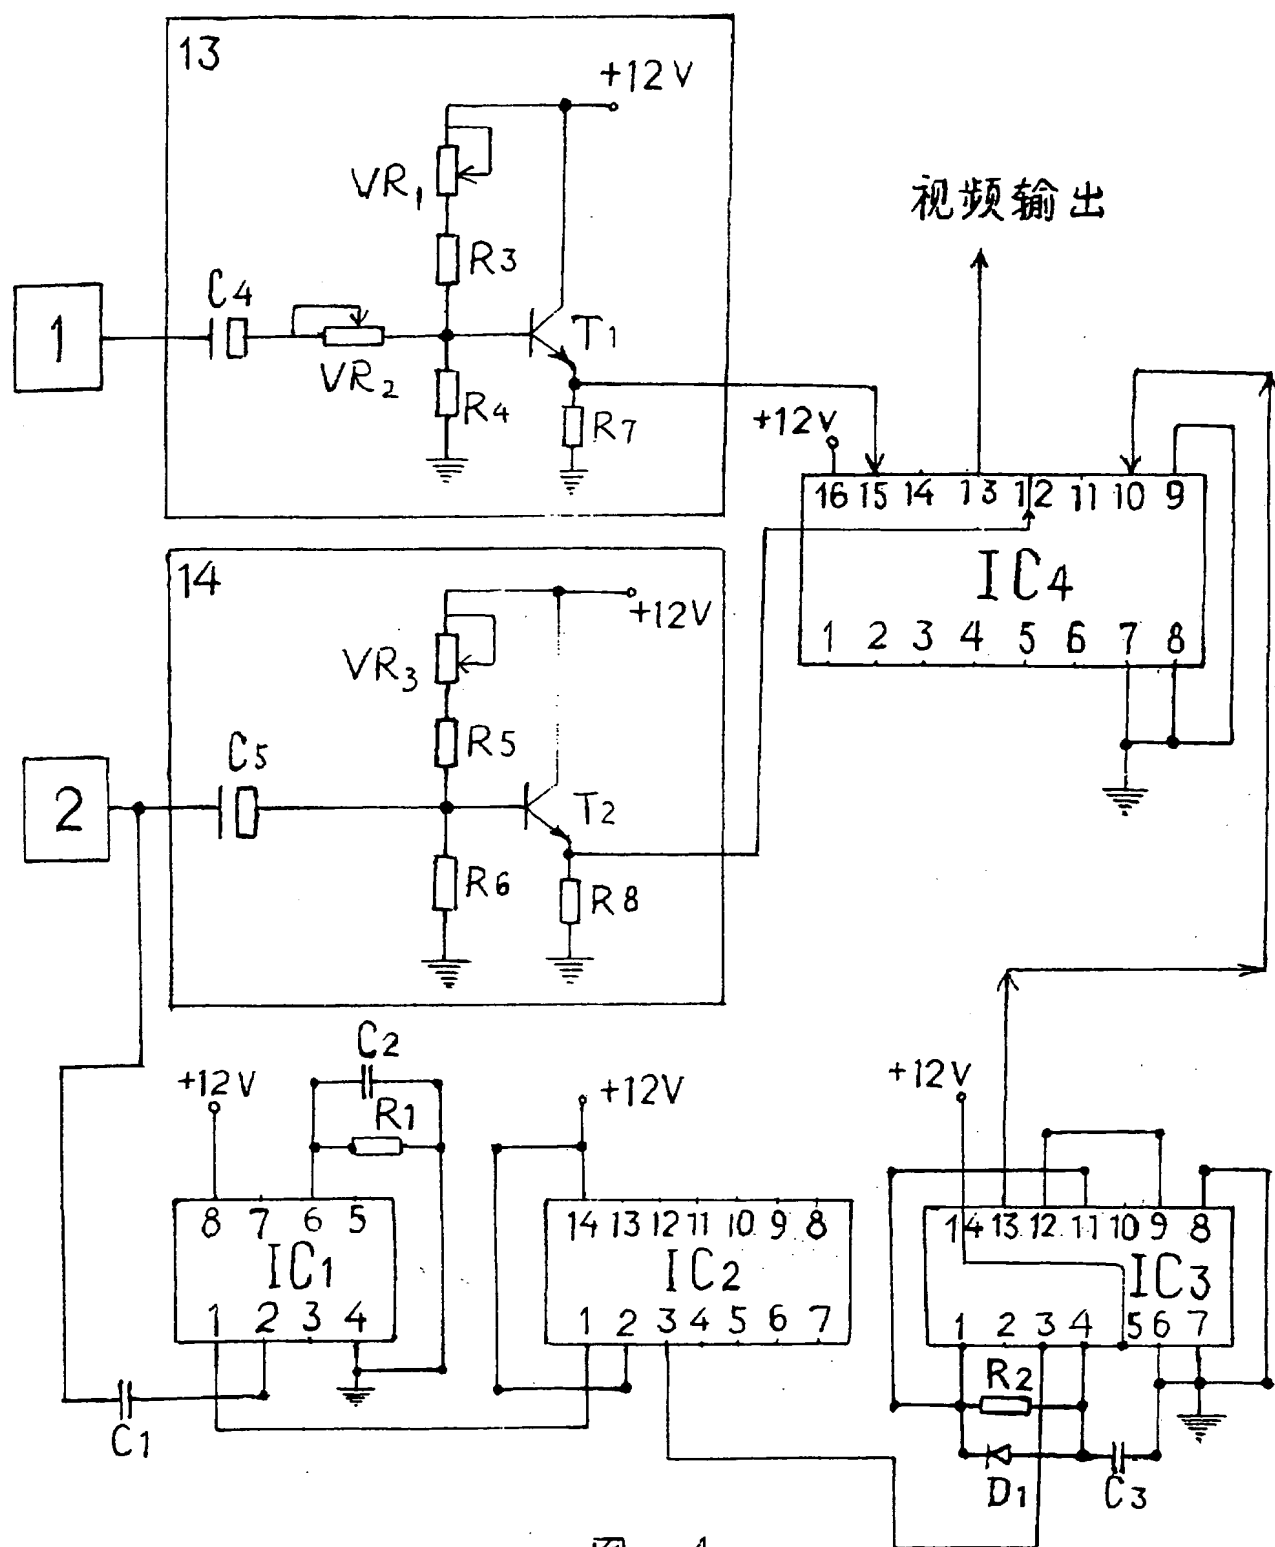 13
+12V
VR1
R3
视频输出
C4
1
T1
VR2
R4
R7
+12V
16 15 14 13 12 11 10 9
IC4
1 2 3 4 5 6 7 8
14
+12V
VR3
R5
C5
2
T2
R6
R8
C2
+12V
R1
+12V
+12V
8 7 6 5
IC1
1 2 3 4
14 13 12 11 10 9 8
IC2
1 2 3 4 5 6 7
14 13 12 11 10 9 8
IC3
1 2 3 4 5 6 7
R2
C1
D1
C3